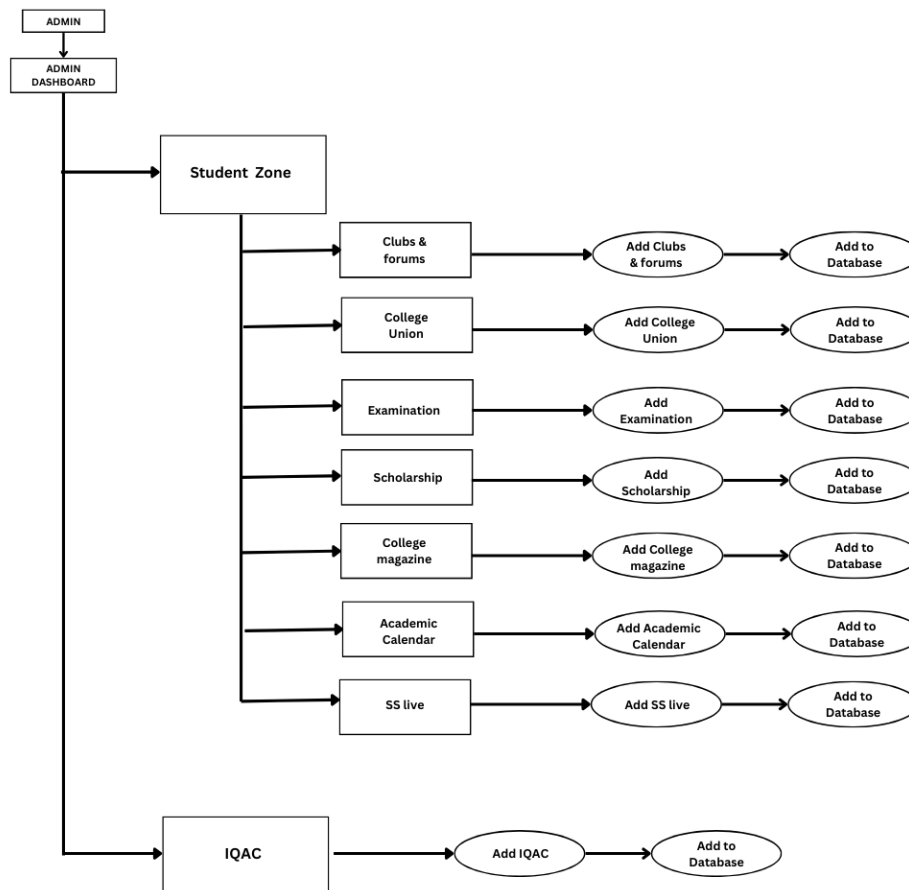 ADMIN
ADMIN
DASHBOARD
Student Zone
Clubs &
forums
Add Clubs
& forums
Add to
Database
College
Union
Add College
Union
Add to
Database
Examination
Add
Examination
Add to
Database
Scholarship
Add
Scholarship
Add to
Database
College
magazine
Add College
magazine
Add to
Database
Academic
Calendar
Add Academic
Calendar
Add to
Database
SS live
Add SS live
Add to
Database
IQAC
Add IQAC
Add to
Database